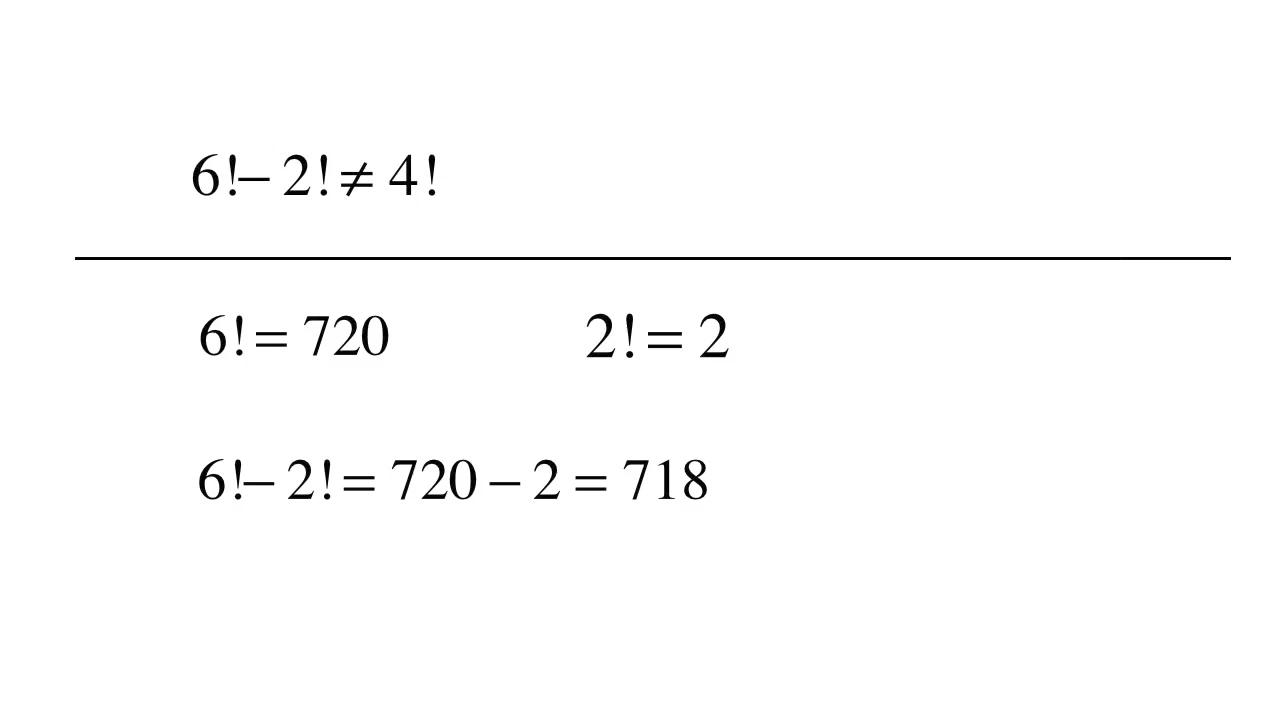 6!− 2! ≠ 4!
6! = 720 2! = 2
6!− 2! = 720 − 2 = 718